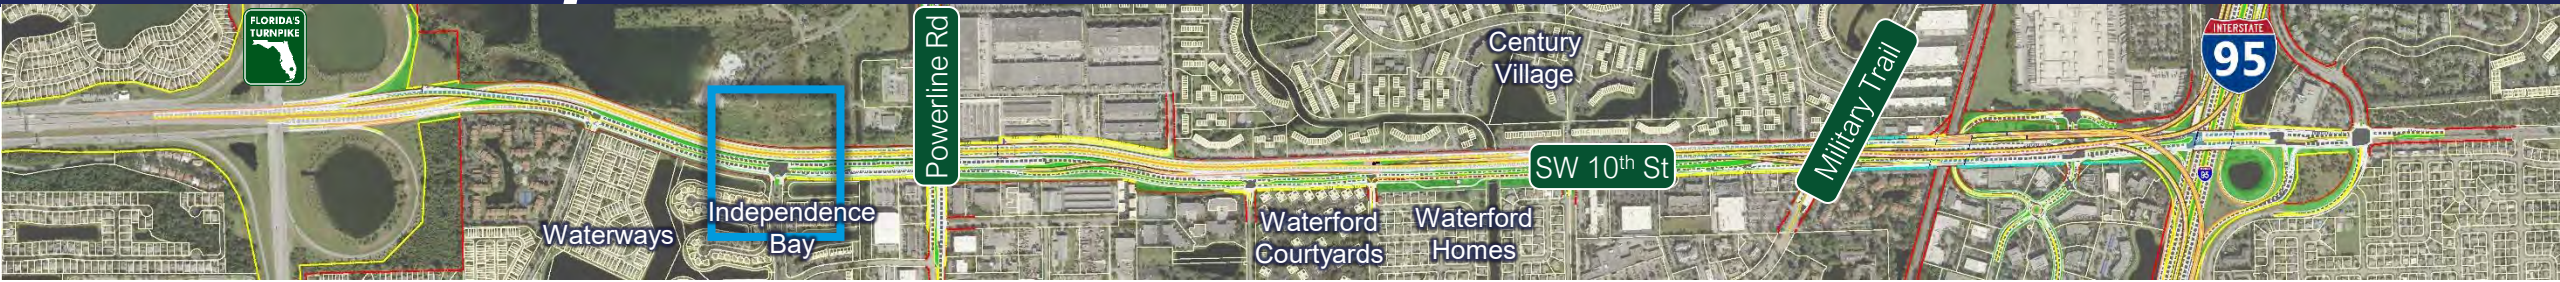 FLORIDA'S
TURNPIKE
Powerline Rd
Century
Village
Military Trail
INTERSTATE
95
SW 10th St
95
Independence
Bay
Waterways
Waterford
Courtyards
Waterford
Homes